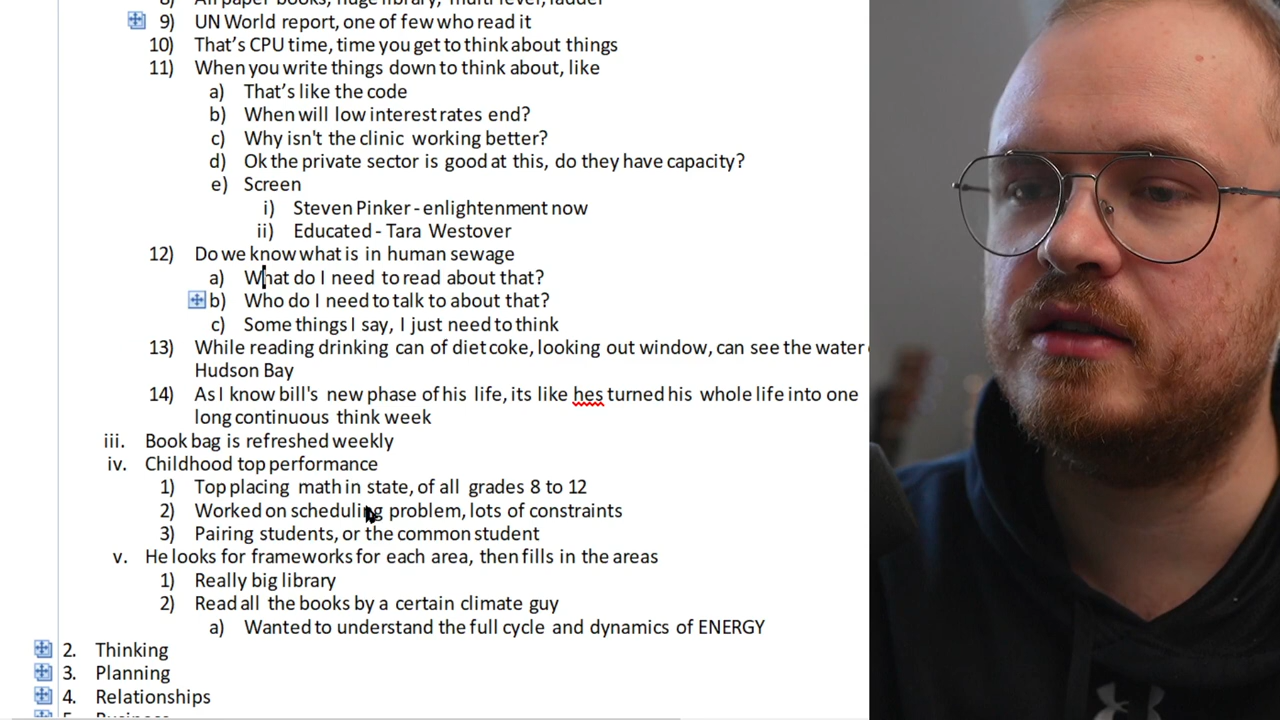 8) All paper books, huge library, multi level, ladder
9) UN World report, one of few who read it
10) That's CPU time, time you get to think about things
11) When you write things down to think about, like
a) That's like the code
b) When will low interest rates end?
c) Why isn't the clinic working better?
d) Ok the private sector is good at this, do they have capacity?
e) Screen
i) Steven Pinker - enlightenment now
ii) Educated - Tara Westover
12) Do we know what is in human sewage
a) What do I need to read about that?
b) Who do I need to talk to about that?
c) Some things I say, I just need to think
13) While reading drinking can of diet coke, looking out window, can see the water
Hudson Bay
14) As I know bill's new phase of his life, its like hes turned his whole life into one
long continuous think week
iii. Book bag is refreshed weekly
iv. Childhood top performance
1) Top placing math in state, of all grades 8 to 12
2) Worked on scheduling problem, lots of constraints
3) Pairing students, or the common student
v. He looks for frameworks for each area, then fills in the areas
1) Really big library
2) Read all the books by a certain climate guy
a) Wanted to understand the full cycle and dynamics of ENERGY
2. Thinking
3. Planning
4. Relationships
5. Business